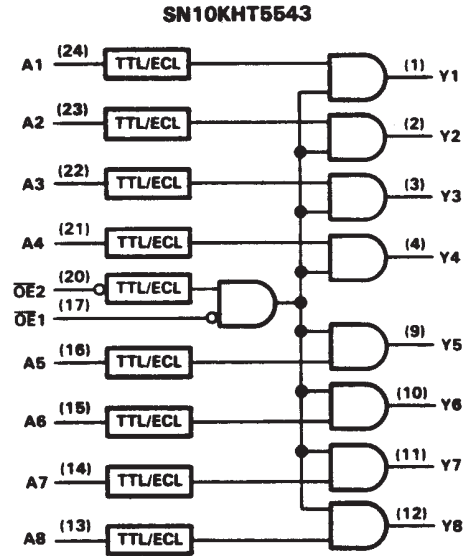 SN10KHT5543
A1 (24) TTL/ECL (1) Y1
A2 (23) TTL/ECL (2) Y2
A3 (22) TTL/ECL (3) Y3
A4 (21) TTL/ECL (4) Y4
OE2 (20) TTL/ECL
OE1 (17)
A5 (16) TTL/ECL (9) Y5
A6 (15) TTL/ECL (10) Y6
A7 (14) TTL/ECL (11) Y7
A8 (13) TTL/ECL (12) Y8